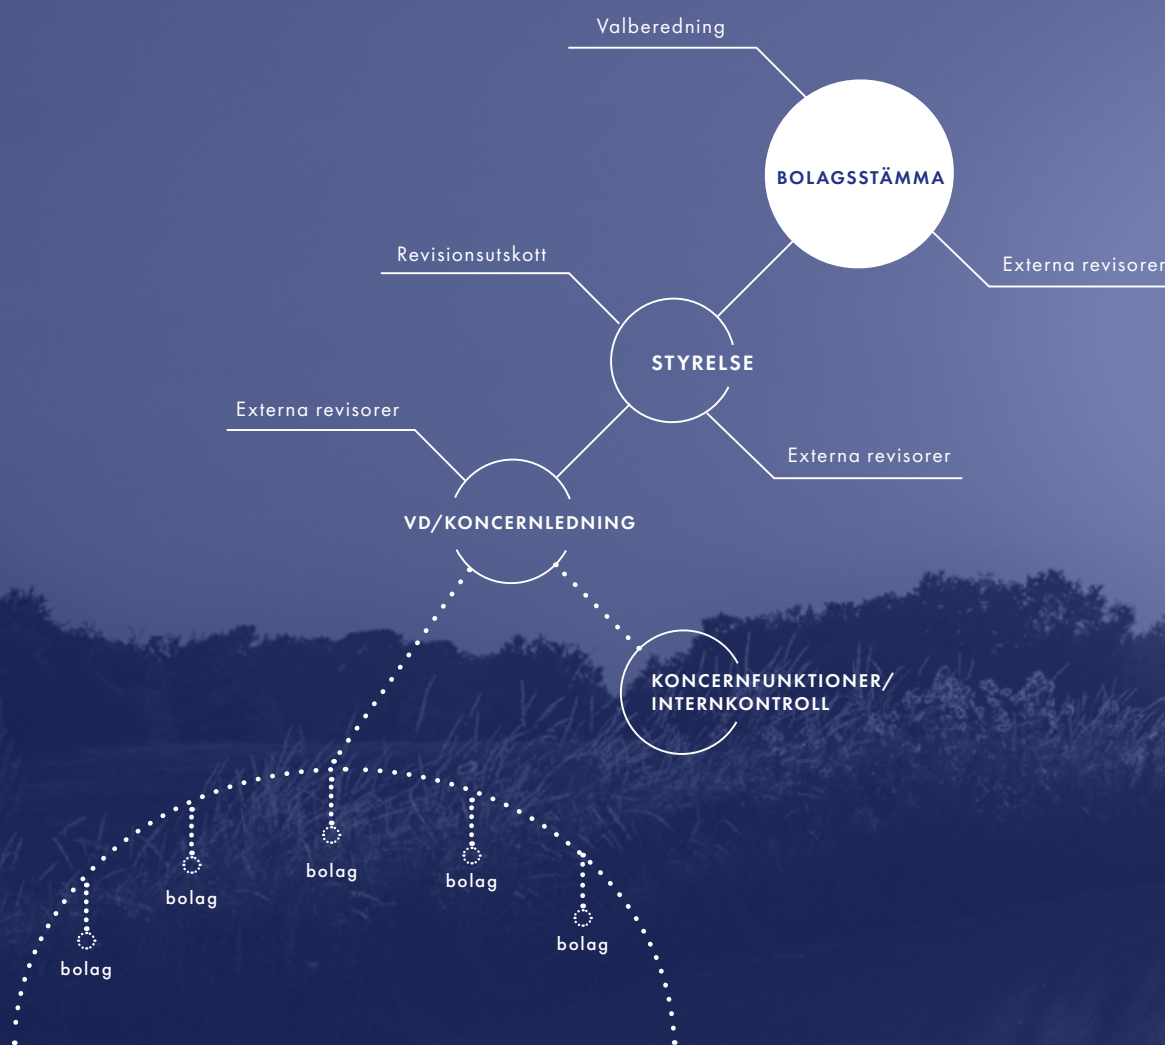 Valberedning
BOLAGSSTÄMMA
Revisionsutskott
Externa revisorer
STYRELSE
Externa revisorer
Externa revisorer
VD/KONCERNLEDNING
KONCERNFUNKTIONER/
INTERNKONTROLL
bolag
bolag
bolag
bolag
bolag